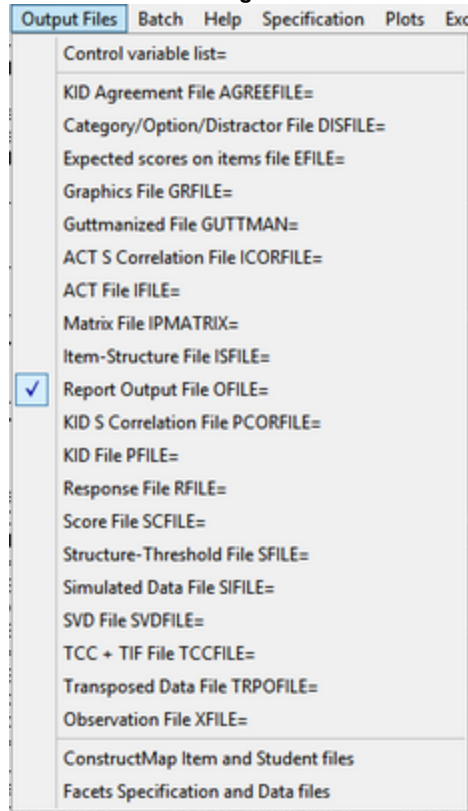 Output Files Batch Help Specification Plots
Control variable list=
KID Agreement File AGREEFILE=
Category/Option/Distractor File DISFILE=
Expected scores on items file EFILE=
Graphics File GRFILE=
Guttmanized File GUTTMAN=
ACT S Correlation File ICORFILE=
ACT File IFILE=
Matrix File IPMATRIX=
Item-Structure File ISFILE=
Report Output File OFILE=
KID S Correlation File PCORFILE=
KID File PFILE=
Response File RFILE=
Score File SCFILE=
Structure-Threshold File SFILE=
Simulated Data File SIFILE=
SVD File SVDFILE=
TCC + TIF File TCCFILE=
Transposed Data File TRPOFILE=
Observation File XFILE=
ConstructMap Item and Student files
Facets Specification and Data files